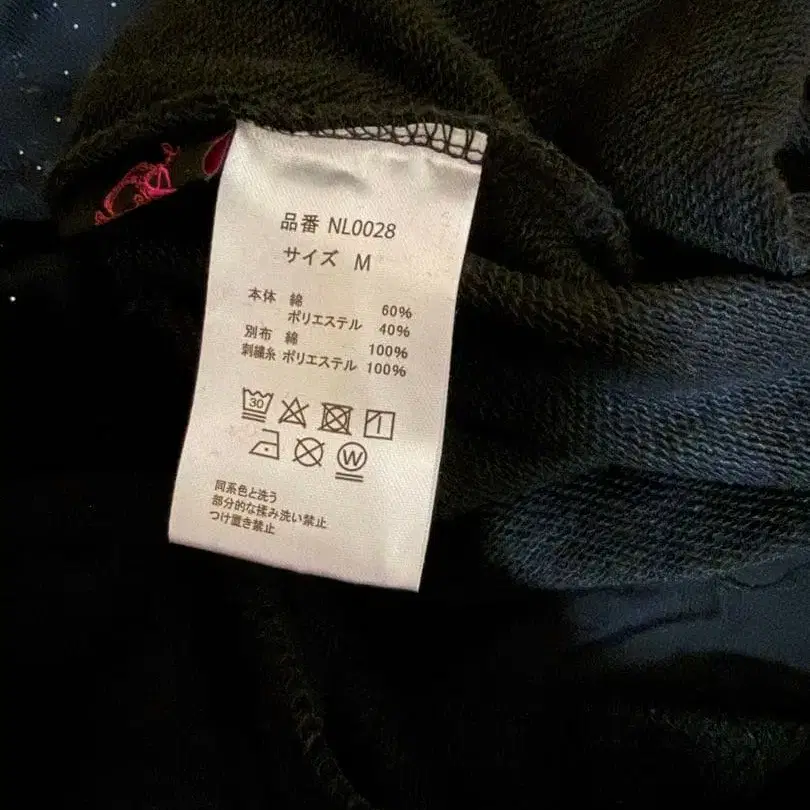 品番 NL0028
サイズ M
本体 綿 60%
ポリエステル 40%
別布 綿 100%
刺繍糸 ポリエステル 100%
30
W
同系色と洗う
部分的な揉み洗い禁止
つけ置き禁止